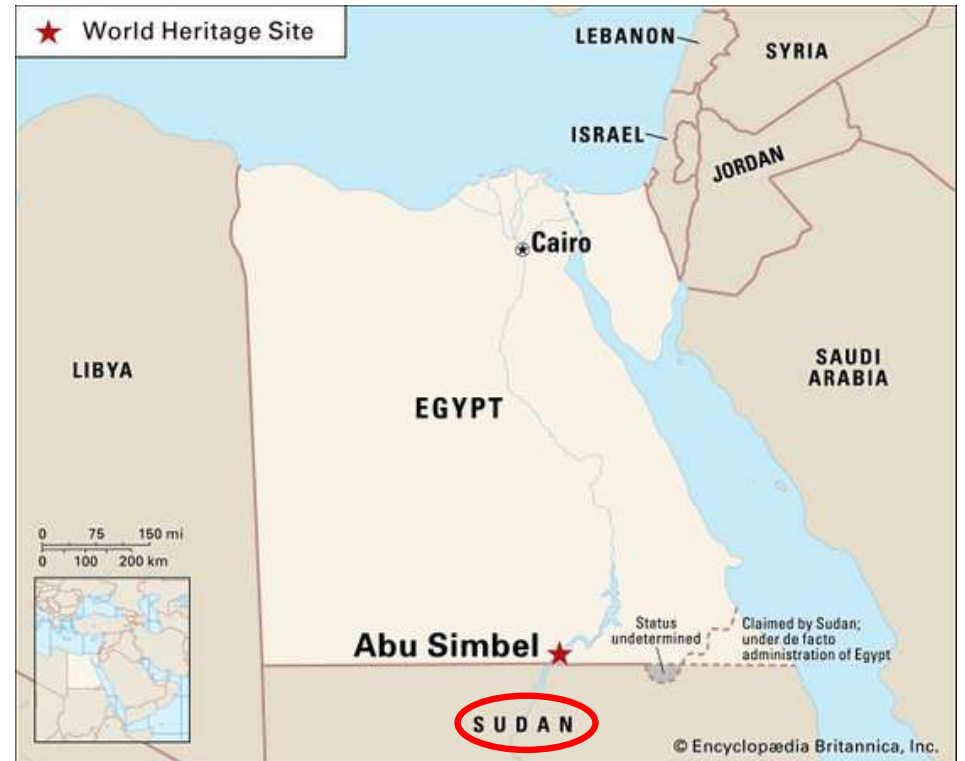 ★ World Heritage Site
LEBANON
SYRIA
ISRAEL
JORDAN
Cairo
LIBYA
SAUDI
ARABIA
EGYPT
0 75 150 mi
0 100 200 km
Abu Simbel
Status
undetermined
Claimed by Sudan;
under de facto
administration of Egypt
SUDAN
© Encyclopædia Britannica, Inc.